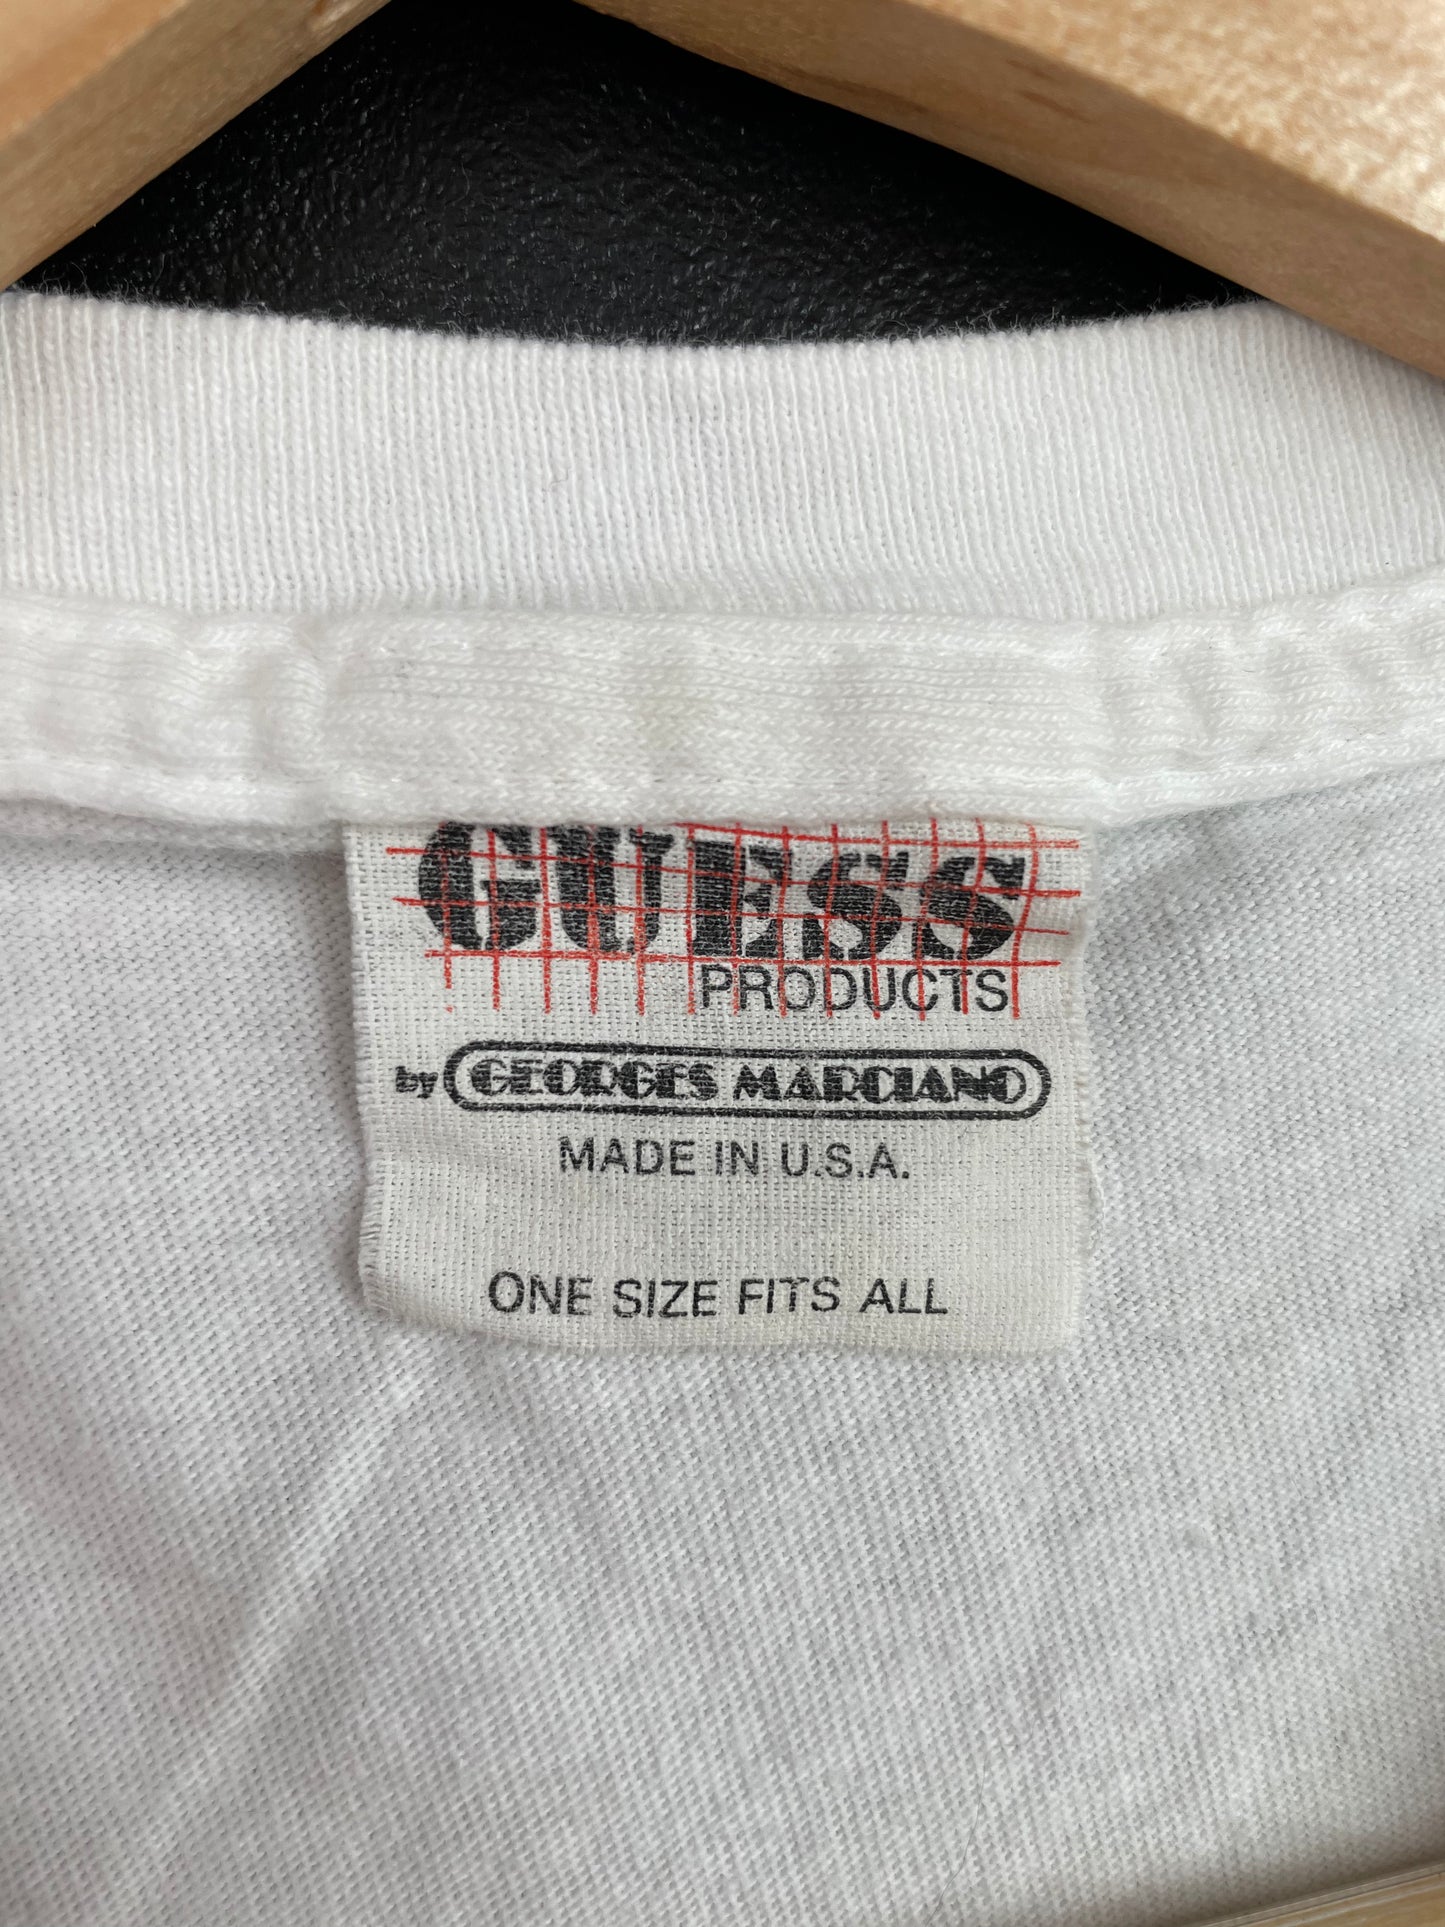 GUESS
PRODUCTS
by GEORGES MARCIANO
MADE IN U.S.A.
ONE SIZE FITS ALL